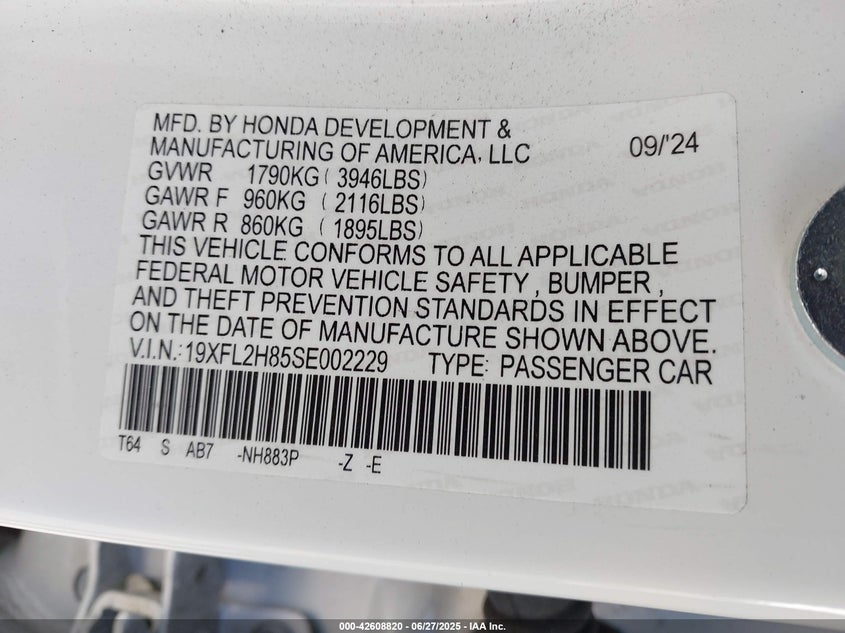 MFD. BY HONDA DEVELOPMENT &
MANUFACTURING OF AMERICA, LLC 09/'24
GVWR 1790KG ( 3946LBS)
GAWR F 960KG ( 2116LBS)
GAWR R 860KG ( 1895LBS)
THIS VEHICLE CONFORMS TO ALL APPLICABLE
FEDERAL MOTOR VEHICLE SAFETY , BUMPER ,
AND THEFT PREVENTION STANDARDS IN EFFECT
ON THE DATE OF MANUFACTURE SHOWN ABOVE.
V.I.N.: 19XFL2H85SE002229 TYPE: PASSENGER CAR
T64 S AB7 -NH883P -Z -E
000-42608820 | 06/27/2025 - IAA Inc.